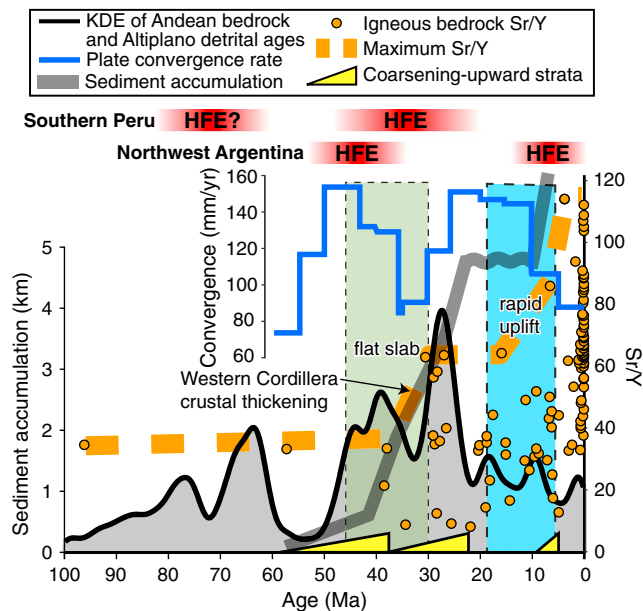 KDE of Andean bedrock
and Altiplano detrital ages
Plate convergence rate
Sediment accumulation
Igneous bedrock Sr/Y
Maximum Sr/Y
Coarsening-upward strata
Southern Peru
HFE?
HFE
Northwest Argentina
HFE
HFE
Convergence (mm/yr)
160
140
120
100
80
60
Sediment accumulation (km)
5
4
3
2
1
0
Sr/Y
120
100
80
60
40
20
0
rapid
uplift
flat slab
Western Cordillera
crustal thickening
100
90
80
70
60
50
40
30
20
10
0
Age (Ma)